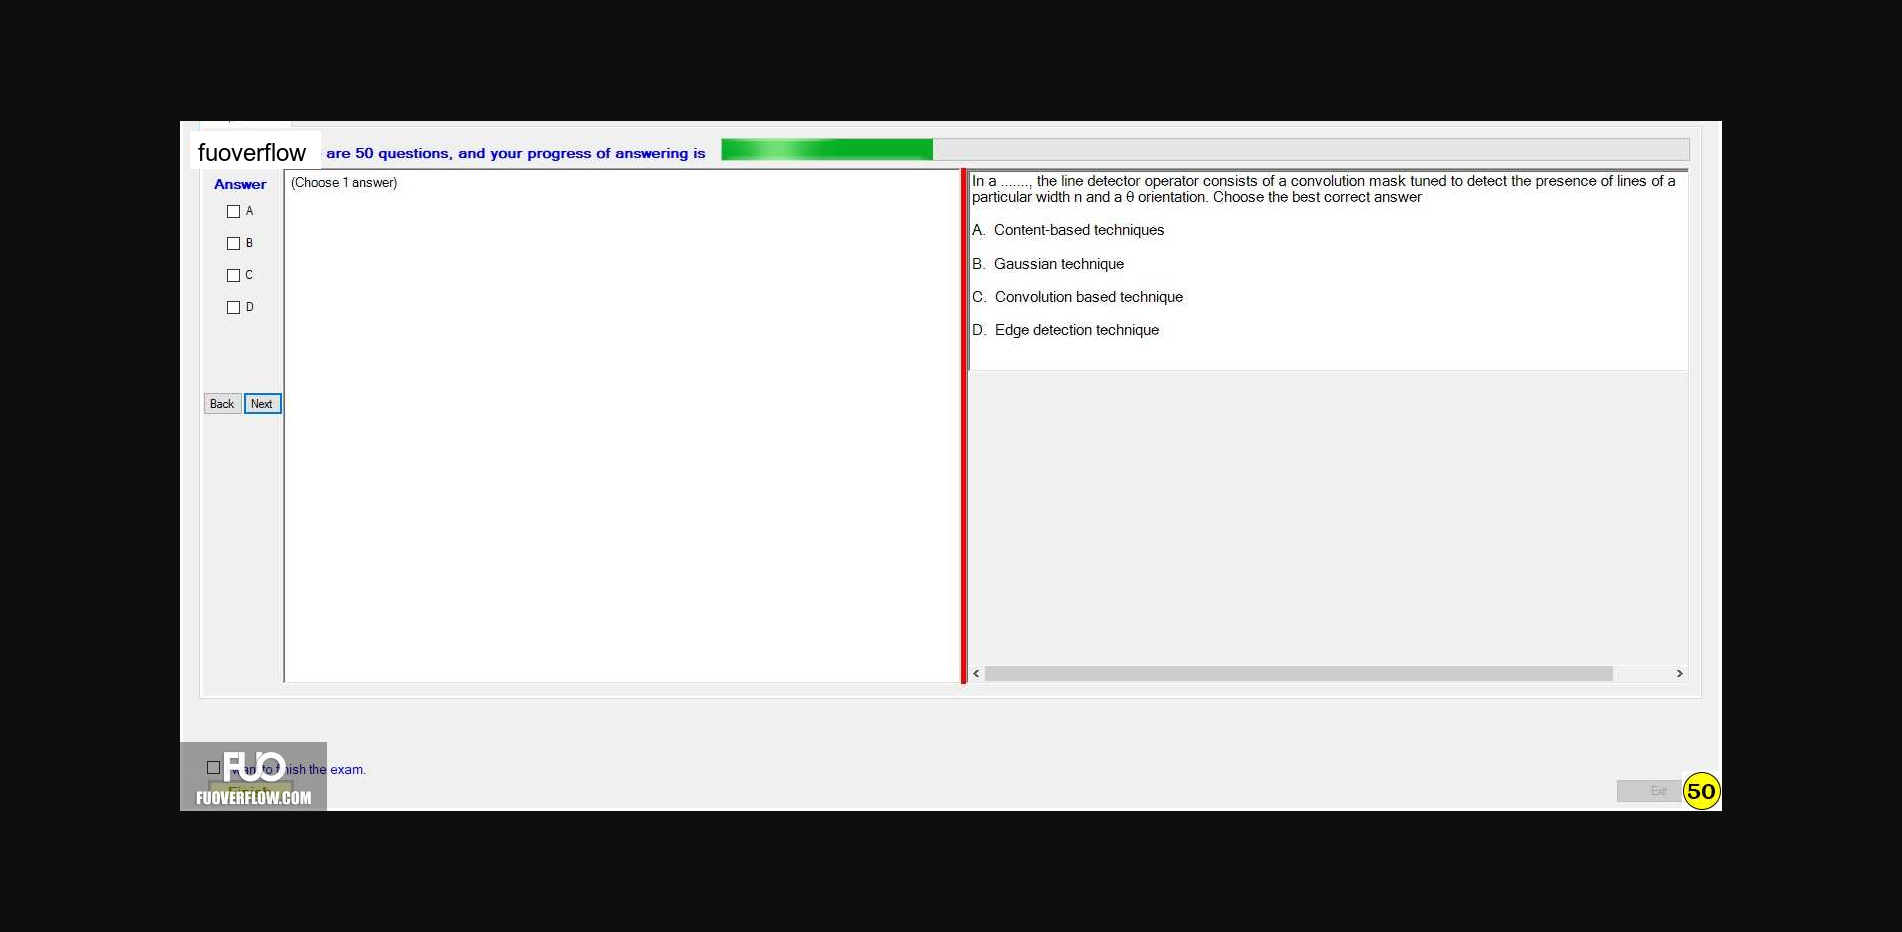 fuoverflow are 50 questions, and your progress of answering is
Answer
A
B
C
D
Back Next
(Choose 1 answer)
In a ......., the line detector operator consists of a convolution mask tuned to detect the presence of lines of a
particular width n and a θ orientation. Choose the best correct answer
A. Content-based techniques
B. Gaussian technique
C. Convolution based technique
D. Edge detection technique
want to finish the exam.
Finish
FUO
FUOVERFLOW.COM
Exit
50